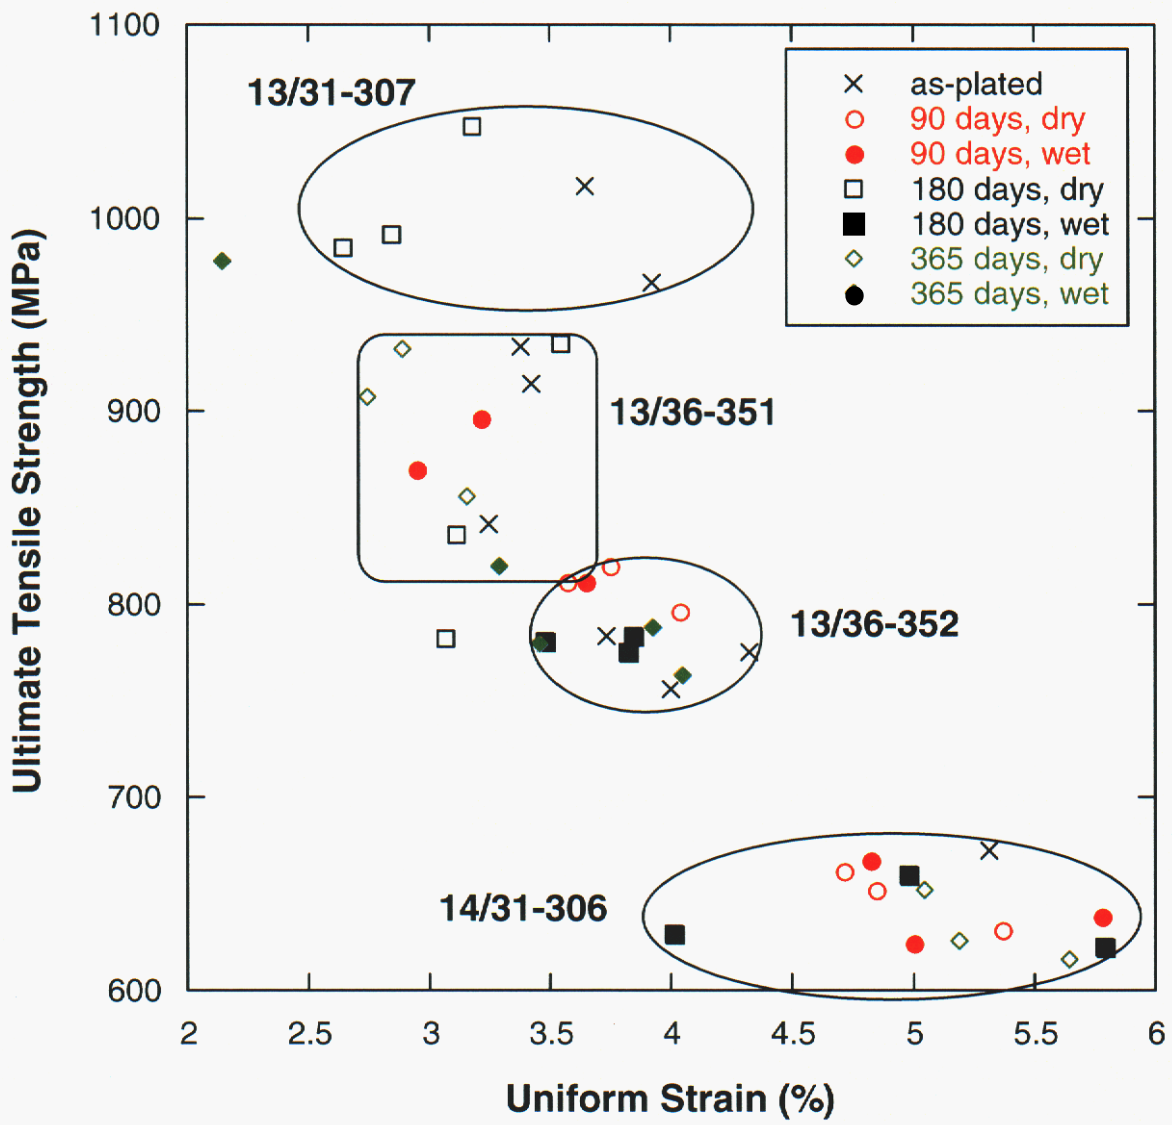 1100
1000
900
800
700
600
Ultimate Tensile Strength (MPa)
13/31-307
13/36-351
13/36-352
14/31-306
as-plated
90 days, dry
90 days, wet
180 days, dry
180 days, wet
365 days, dry
365 days, wet
2 2.5 3 3.5 4 4.5 5 5.5 6
Uniform Strain (%)